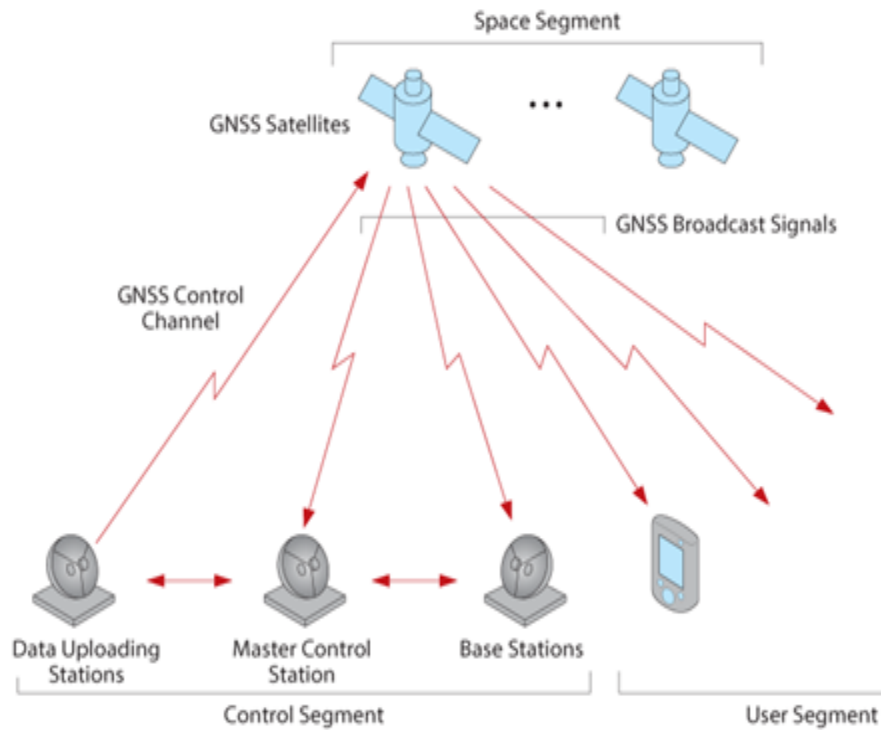 Space Segment
GNSS Satellites
...
GNSS Broadcast Signals
GNSS Control
Channel
Data Uploading
Stations
Master Control
Station
Base Stations
Control Segment
User Segment